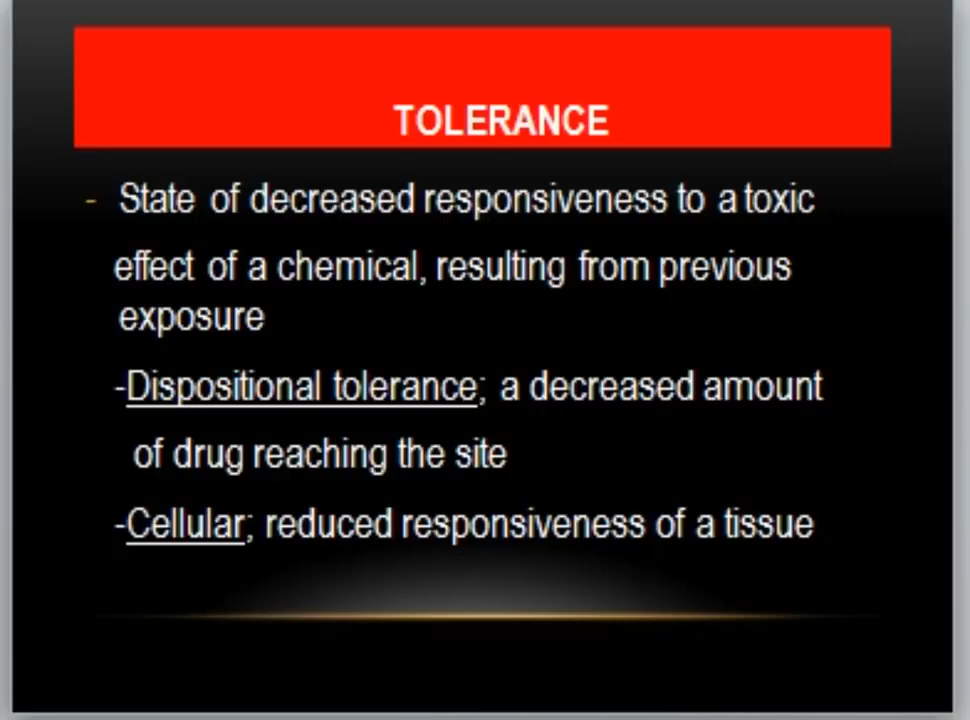 TOLERANCE
- State of decreased responsiveness to a toxic
effect of a chemical, resulting from previous
exposure
-Dispositional tolerance; a decreased amount
of drug reaching the site
-Cellular; reduced responsiveness of a tissue